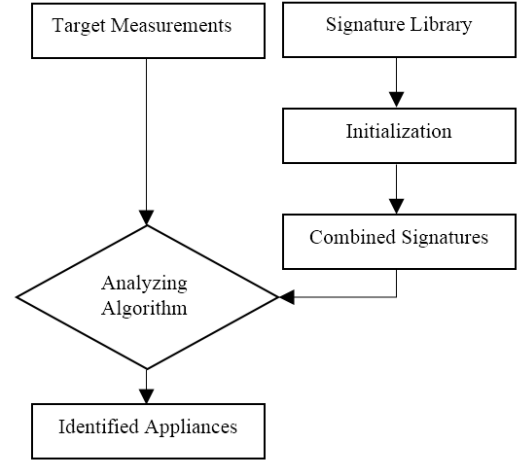 Target Measurements
Signature Library
Initialization
Combined Signatures
Analyzing
Algorithm
Identified Appliances